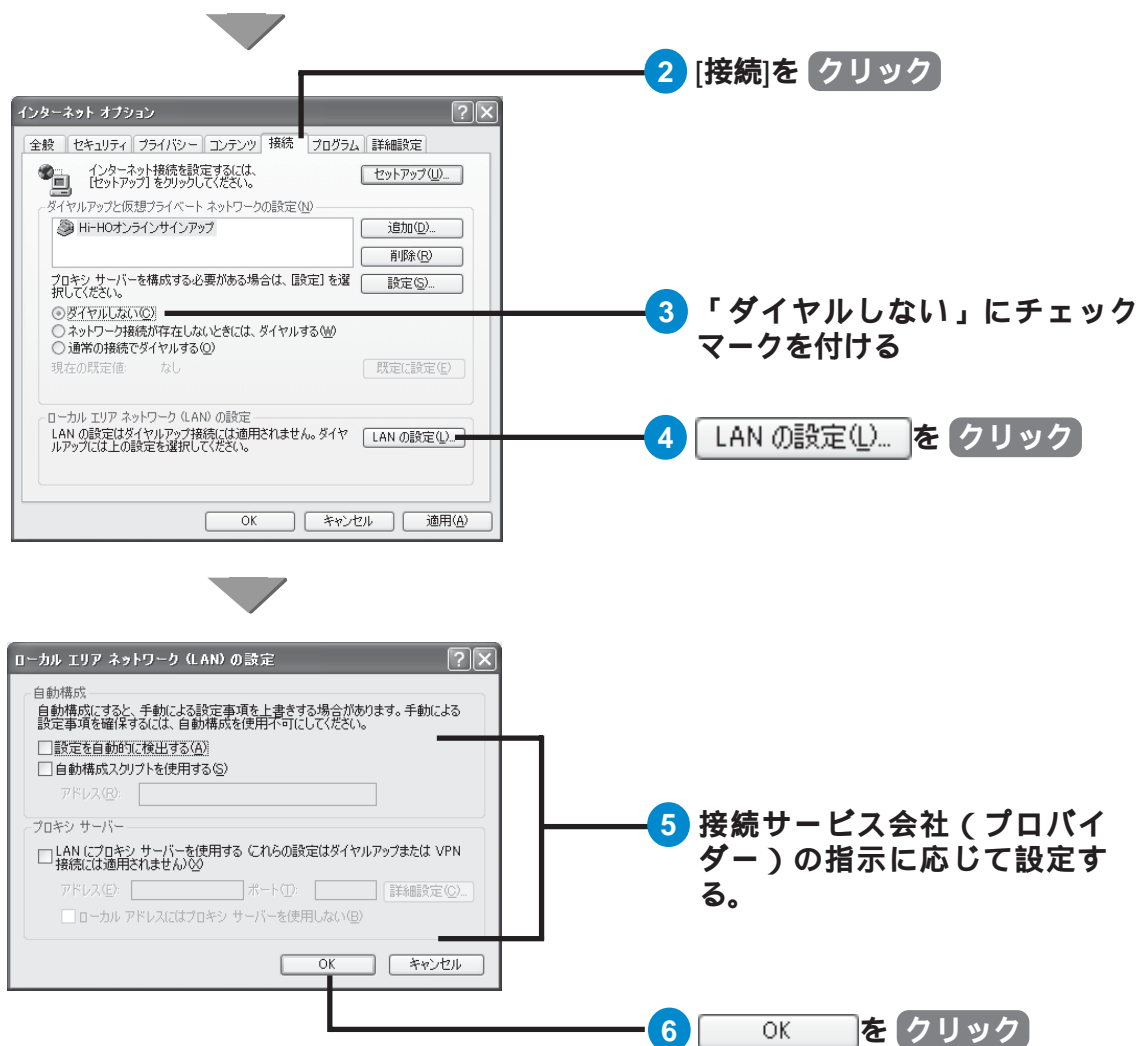 2 [接続]を クリック
インターネット オプション
全般 セキュリティ プライバシー コンテンツ 接続 プログラム 詳細設定
インターネット接続を設定するには、
[セットアップ] をクリックしてください。
セットアップ(U)...
ダイヤルアップと仮想プライベート ネットワークの設定(N)
Hi-HOオンラインサインアップ
追加(D)...
削除(R)
プロキシ サーバーを構成する必要がある場合は、[設定] を選
択してください。
設定(S)...
ダイヤルしない(C)
ネットワーク接続が存在しないときには、ダイヤルする(W)
通常の接続でダイヤルする(O)
現在の既定値: なし
既定に設定(E)
3 「ダイヤルしない」にチェック
マークを付ける
ローカル エリア ネットワーク (LAN) の設定
LAN の設定はダイヤルアップ接続には適用されません。ダイヤ
ルアップには上の設定を選択してください。
LAN の設定(L)...
4 LAN の設定(L)... を クリック
OK キャンセル 適用(A)
ローカル エリア ネットワーク (LAN) の設定
自動構成
自動構成にすると、手動による設定事項を上書きする場合があります。手動による
設定事項を確保するには、自動構成を使用不可にしてください。
設定を自動的に検出する(A)
自動構成スクリプトを使用する(S)
アドレス(R):
プロキシ サーバー
LAN にプロキシ サーバーを使用する (これらの設定はダイヤルアップまたは VPN
接続には適用されません)(X)
アドレス(E): ポート(T): 詳細設定(C)...
ローカル アドレスにはプロキシ サーバーを使用しない(B)
OK キャンセル
5 接続サービス会社(プロバイ
ダー)の指示に応じて設定す
る。
6 OK を クリック